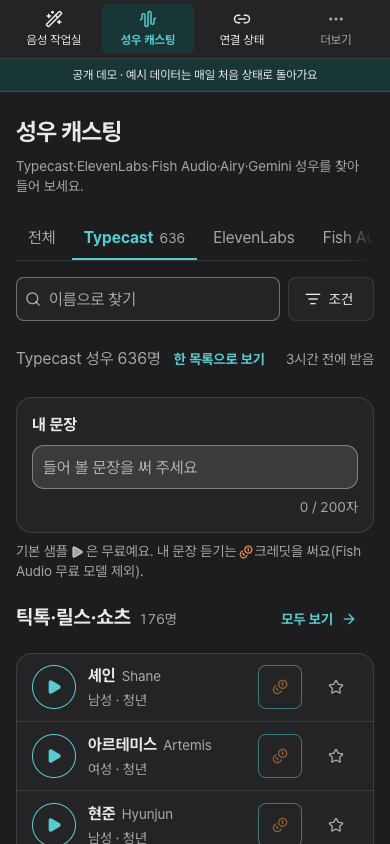 음성 작업실
성우 캐스팅
연결 상태
더보기
공개 데모 · 예시 데이터는 매일 처음 상태로 돌아가요
성우 캐스팅
Typecast·ElevenLabs·Fish Audio·Airy·Gemini 성우를 찾아
들어 보세요.
전체
Typecast 636
ElevenLabs
Fish Au
이름으로 찾기
조건
Typecast 성우 636명
한 목록으로 보기
3시간 전에 받음
내 문장
들어 볼 문장을 써 주세요
0 / 200자
기본 샘플 은 무료예요. 내 문장 듣기는 크레딧을 써요(Fish
Audio 무료 모델 제외).
틱톡·릴스·쇼츠 176명
모두 보기
셰인 Shane
남성 · 청년
아르테미스 Artemis
여성 · 청년
현준 Hyunjun
남성 · 청년